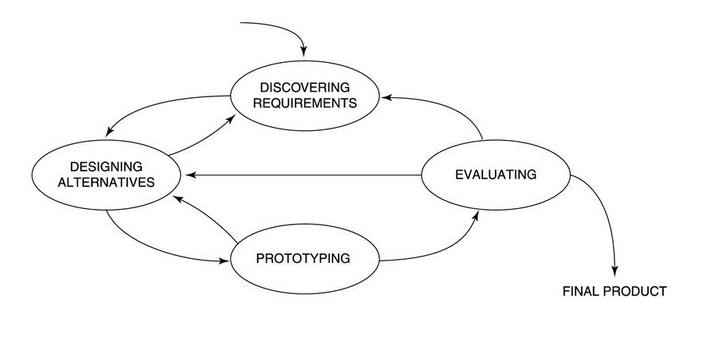 DISCOVERING
REQUIREMENTS
DESIGNING
ALTERNATIVES
EVALUATING
PROTOTYPING
FINAL PRODUCT